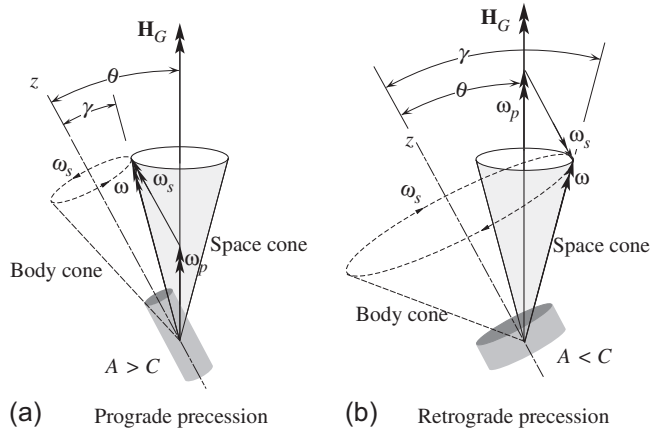 H_G
z
θ
γ
ω_s
ω
ω_s
ω_p
Space cone
Body cone
A > C
(a) Prograde precession
H_G
γ
θ
ω_p
z
ω_s
ω_s
ω
Space cone
Body cone
A < C
(b) Retrograde precession